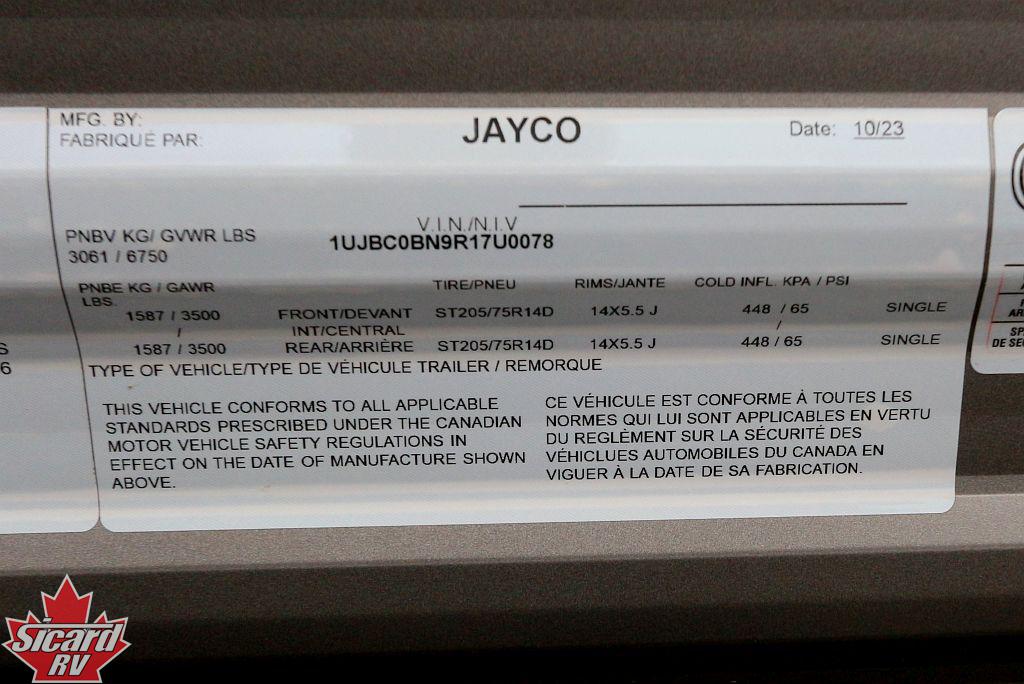 MFG. BY:
FABRIQUÉ PAR:
JAYCO
Date: 10/23
V.I.N./N.I.V
PNBV KG/ GVWR LBS
1UJBC0BN9R17U0078
3061 / 6750
PNBE KG / GAWR LBS. TIRE/PNEU RIMS/JANTE COLD INFL. KPA / PSI
1587 / 3500 FRONT/DEVANT ST205/75R14D 14X5.5 J 448 / 65 SINGLE
/ INT/CENTRAL /
1587 / 3500 REAR/ARRIÈRE ST205/75R14D 14X5.5 J 448 / 65 SINGLE
TYPE OF VEHICLE/TYPE DE VÉHICULE TRAILER / REMORQUE
THIS VEHICLE CONFORMS TO ALL APPLICABLE
STANDARDS PRESCRIBED UNDER THE CANADIAN
MOTOR VEHICLE SAFETY REGULATIONS IN
EFFECT ON THE DATE OF MANUFACTURE SHOWN
ABOVE.
CE VÉHICULE EST CONFORME À TOUTES LES
NORMES QUI LUI SONT APPLICABLES EN VERTU
DU REGLÈMENT SUR LA SÉCURITÉ DES
VÉHICLUES AUTOMOBILES DU CANADA EN
VIGUER À LA DATE DE SA FABRICATION.
S
6
AR
SP
DE SE
Sicard
RV